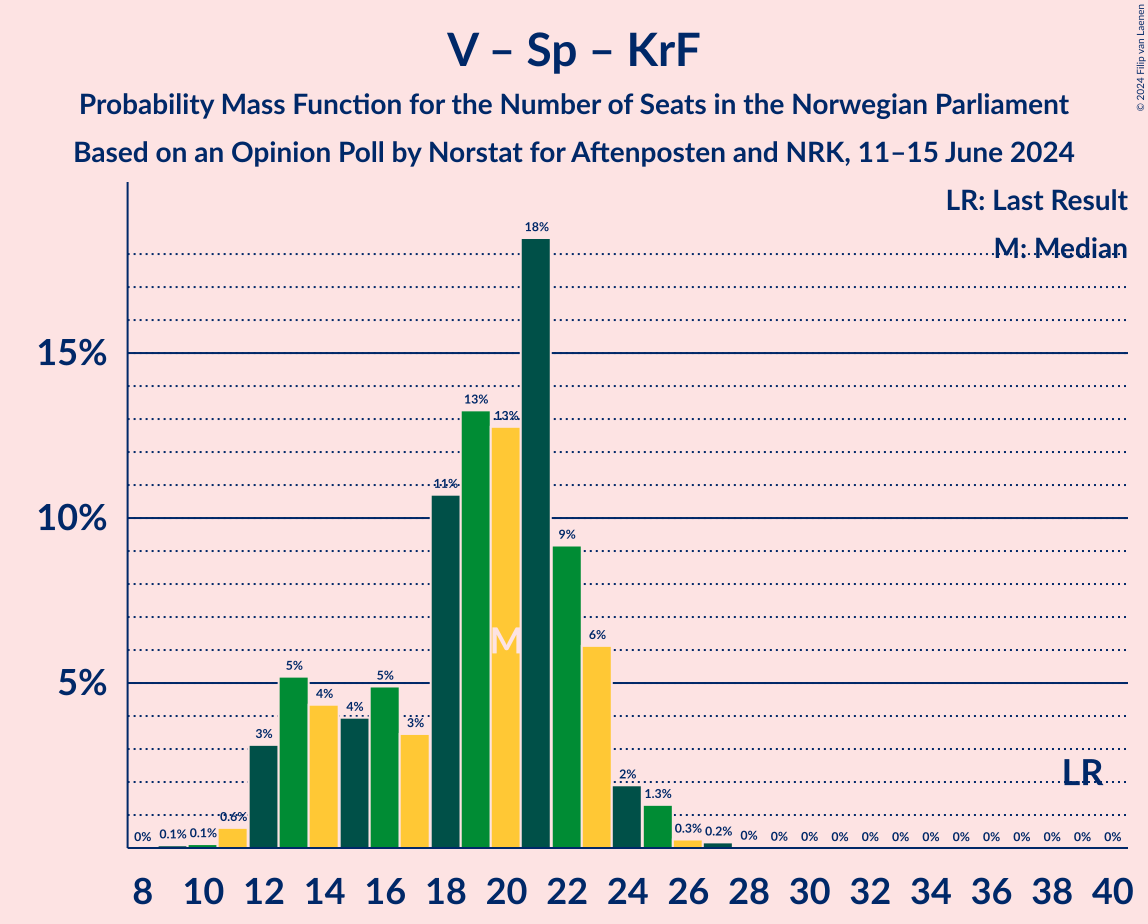 V – Sp – KrF
Probability Mass Function for the Number of Seats in the Norwegian Parliament
Based on an Opinion Poll by Norstat for Aftenposten and NRK, 11–15 June 2024
© 2024 Filip van Laenen
LR: Last Result
M: Median
15%
10%
5%
0% 0.1% 0.1% 0.6% 3% 5% 4% 4% 5% 3% 11% 13% 13% 18% 9% 6% 2% 1.3% 0.3% 0.2% 0% 0% 0% 0% 0% 0% 0% 0% 0% 0% 0% 0% 0%
M
LR
8 10 12 14 16 18 20 22 24 26 28 30 32 34 36 38 40